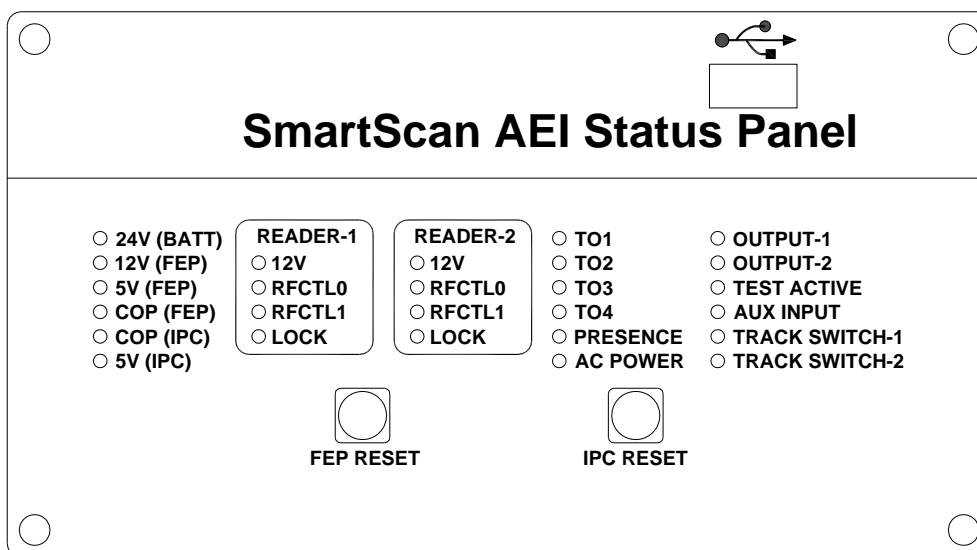 SmartScan AEI Status Panel
24V (BATT)
12V (FEP)
5V (FEP)
COP (FEP)
COP (IPC)
5V (IPC)
READER-1
12V
RFCTL0
RFCTL1
LOCK
READER-2
12V
RFCTL0
RFCTL1
LOCK
TO1
TO2
TO3
TO4
PRESENCE
AC POWER
OUTPUT-1
OUTPUT-2
TEST ACTIVE
AUX INPUT
TRACK SWITCH-1
TRACK SWITCH-2
FEP RESET
IPC RESET